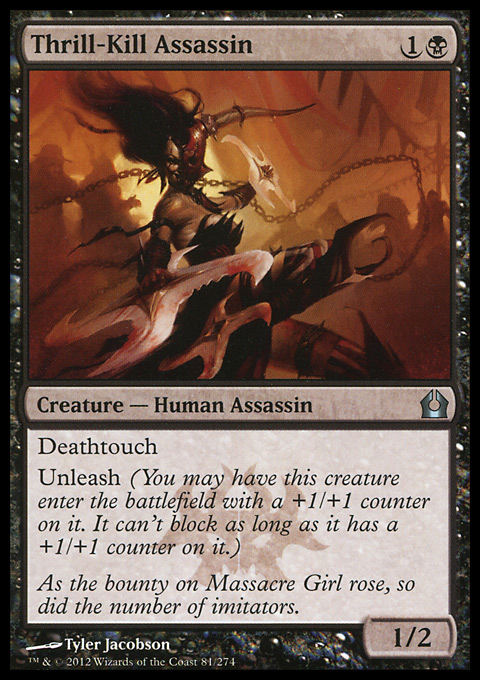 Thrill-Kill Assassin 1
Creature — Human Assassin
Deathtouch
Unleash (You may have this creature
enter the battlefield with a +1/+1 counter
on it. It can't block as long as it has a
+1/+1 counter on it.)
As the bounty on Massacre Girl rose, so
did the number of imitators.
1/2
Tyler Jacobson
™ & © 2012 Wizards of the Coast 81/274